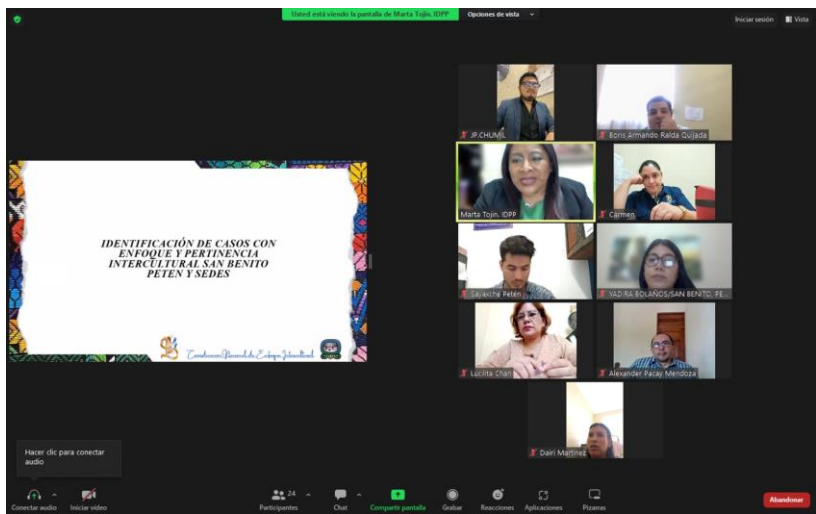 Usted está viendo la pantalla de Marta Tojin. IDPP
Opciones de vista
Iniciar sesión
Vista
JP.CHUMIL
Boris Armando Ralda Quijada
Marta Tojin. IDPP
Carmen
Sayaxche Petén
YADIRA BOLAÑOS/SAN BENITO, PE...
Lucilita Chan
Alexander Pacay Mendoza
Dairi Martinez
IDENTIFICACIÓN DE CASOS CON
ENFOQUE Y PERTINENCIA
INTERCULTURAL SAN BENITO
PETEN Y SEDES
Coordinación Nacional de Enfoque Intercultural
Hacer clic para conectar
audio
Conectar audio
Iniciar video
Participantes
24
Chat
Compartir pantalla
Grabar
Reacciones
Aplicaciones
Pizarras
Abandonar